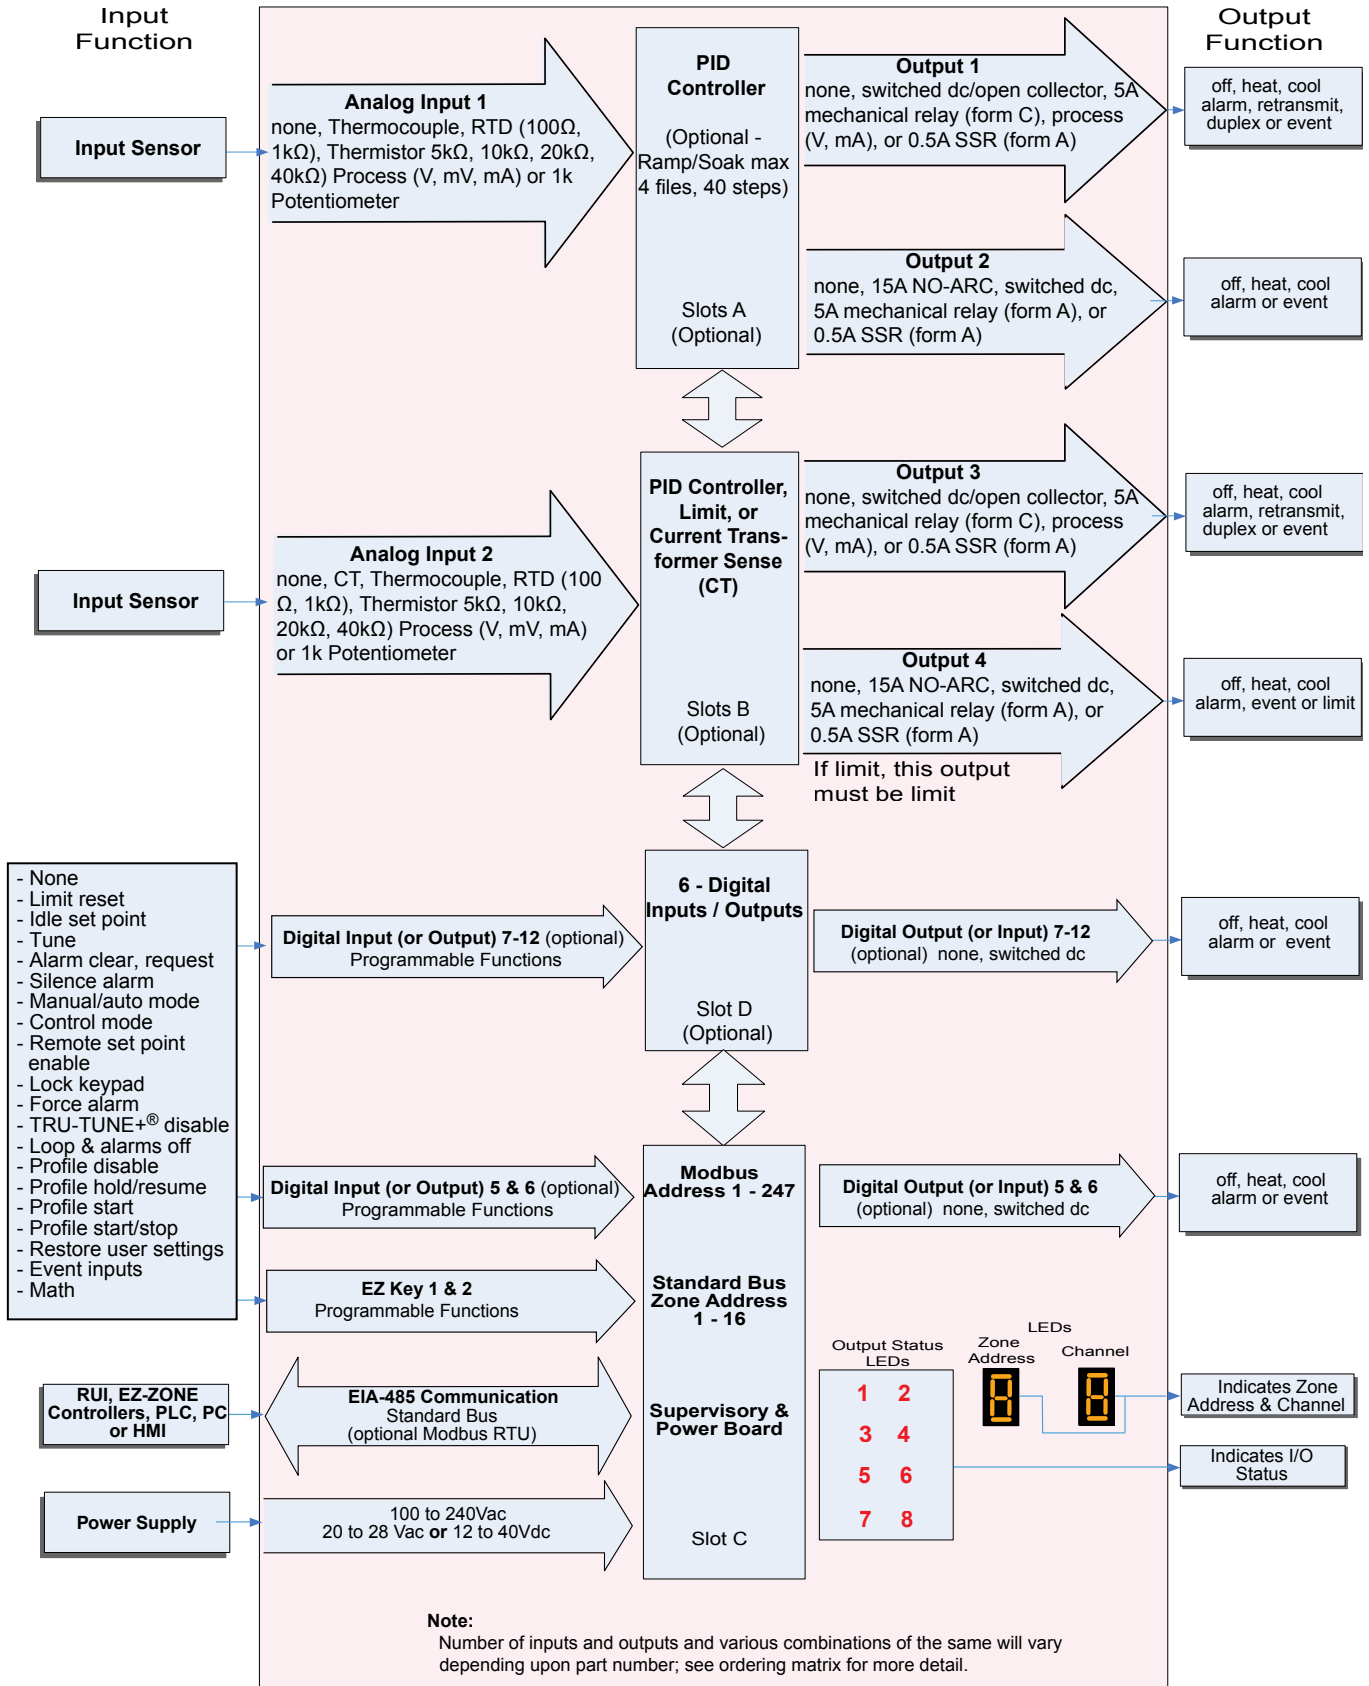 Input
Function
Output
Function
Input Sensor
Analog Input 1
none, Thermocouple, RTD (100Ω,
1kΩ), Thermistor 5kΩ, 10kΩ, 20kΩ,
40kΩ) Process (V, mV, mA) or 1k
Potentiometer
PID
Controller
(Optional -
Ramp/Soak max
4 files, 40 steps)
Slots A
(Optional)
Output 1
none, switched dc/open collector, 5A
mechanical relay (form C), process
(V, mA), or 0.5A SSR (form A)
off, heat, cool
alarm, retransmit,
duplex or event
Output 2
none, 15A NO-ARC, switched dc,
5A mechanical relay (form A), or
0.5A SSR (form A)
off, heat, cool
alarm or event
Input Sensor
Analog Input 2
none, CT, Thermocouple, RTD (100
Ω, 1kΩ), Thermistor 5kΩ, 10kΩ,
20kΩ, 40kΩ) Process (V, mV, mA)
or 1k Potentiometer
PID Controller,
Limit, or
Current Trans-
former Sense
(CT)
Slots B
(Optional)
Output 3
none, switched dc/open collector, 5A
mechanical relay (form C), process
(V, mA), or 0.5A SSR (form A)
off, heat, cool
alarm, retransmit,
duplex or event
Output 4
none, 15A NO-ARC, switched dc,
5A mechanical relay (form A), or
0.5A SSR (form A)
If limit, this output
must be limit
off, heat, cool
alarm, event or limit
- None
- Limit reset
- Idle set point
- Tune
- Alarm clear, request
- Silence alarm
- Manual/auto mode
- Control mode
- Remote set point
enable
- Lock keypad
- Force alarm
- TRU-TUNE+® disable
- Loop & alarms off
- Profile disable
- Profile hold/resume
- Profile start
- Profile start/stop
- Restore user settings
- Event inputs
- Math
Digital Input (or Output) 7-12 (optional)
Programmable Functions
6 - Digital
Inputs / Outputs
Slot D
(Optional)
Digital Output (or Input) 7-12
(optional) none, switched dc
off, heat, cool
alarm or event
Digital Input (or Output) 5 & 6 (optional)
Programmable Functions
Modbus
Address 1 - 247
Standard Bus
Zone Address
1 - 16
Supervisory &
Power Board
Slot C
Digital Output (or Input) 5 & 6
(optional) none, switched dc
off, heat, cool
alarm or event
EZ Key 1 & 2
Programmable Functions
RUI, EZ-ZONE
Controllers, PLC, PC
or HMI
EIA-485 Communication
Standard Bus
(optional Modbus RTU)
Power Supply
100 to 240Vac
20 to 28 Vac or 12 to 40Vdc
Output Status
LEDs
1 2
3 4
5 6
7 8
LEDs
Zone
Address
Channel
8
8
Indicates Zone
Address & Channel
Indicates I/O
Status
Note:
Number of inputs and outputs and various combinations of the same will vary
depending upon part number; see ordering matrix for more detail.